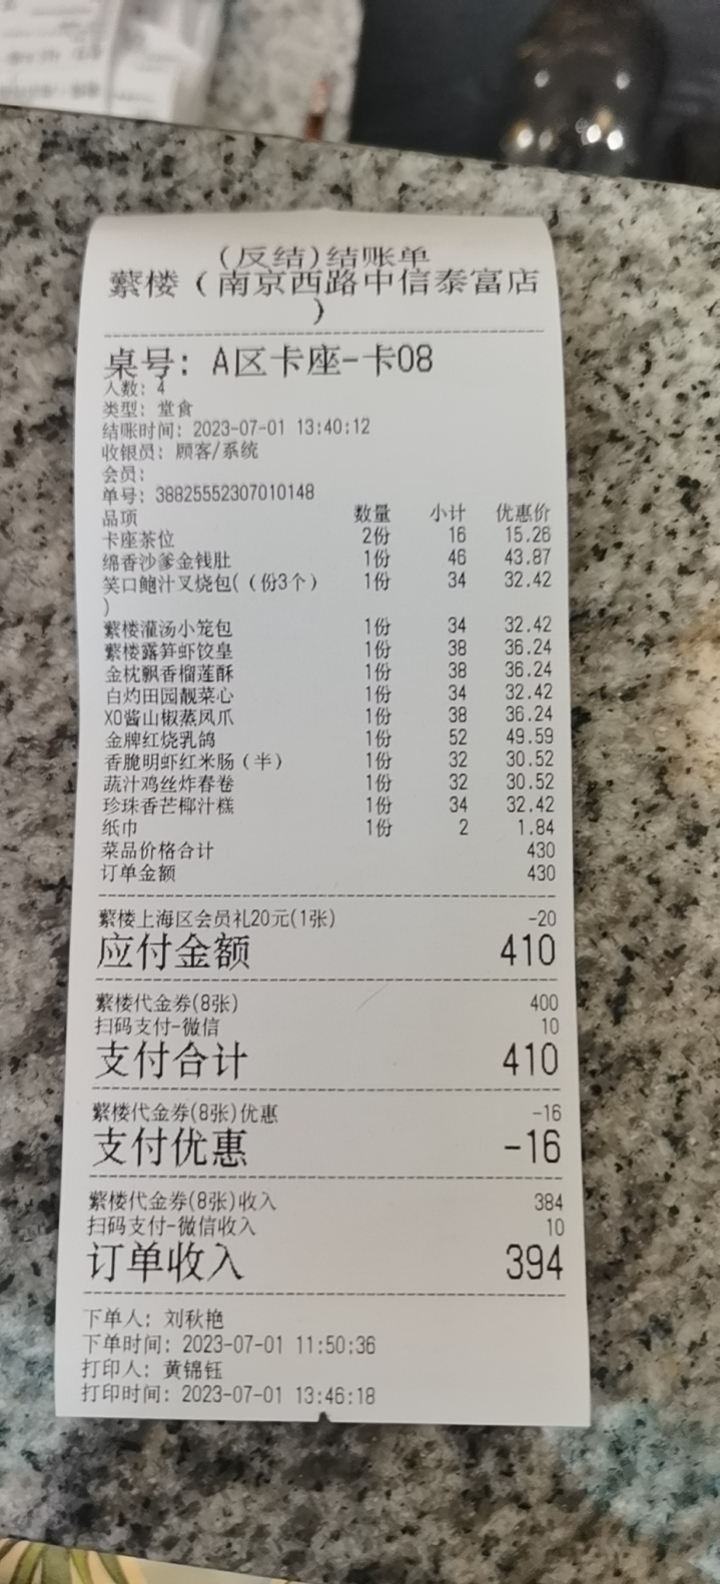 (反结)结账单
蘩楼（南京西路中信泰富店
）
桌号: A区卡座-卡08
人数: 4
类型: 堂食
结账时间: 2023-07-01 13:40:12
收银员: 顾客/系统
会员:
单号: 38825552307010148
品项 数量 小计 优惠价
卡座茶位 2份 16 15.26
绵香沙爹金钱肚 1份 46 43.87
笑口鲍汁叉烧包(（份3个） 1份 34 32.42
)
蘩楼灌汤小笼包 1份 34 32.42
蘩楼露笋虾饺皇 1份 38 36.24
金枕飘香榴莲酥 1份 38 36.24
白灼田园靓菜心 1份 34 32.42
XO酱山椒蒸凤爪 1份 38 36.24
金牌红烧乳鸽 1份 52 49.59
香脆明虾红米肠（半） 1份 32 30.52
蔬汁鸡丝炸春卷 1份 32 30.52
珍珠香芒椰汁糕 1份 34 32.42
纸巾 1份 2 1.84
菜品价格合计 430
订单金额 430
蘩楼上海区会员礼20元(1张) -20
应付金额 410
蘩楼代金券(8张) 400
扫码支付-微信 10
支付合计 410
蘩楼代金券(8张)优惠 -16
支付优惠 -16
蘩楼代金券(8张)收入 384
扫码支付-微信收入 10
订单收入 394
下单人: 刘秋艳
下单时间: 2023-07-01 11:50:36
打印人: 黄锦钰
打印时间: 2023-07-01 13:46:18